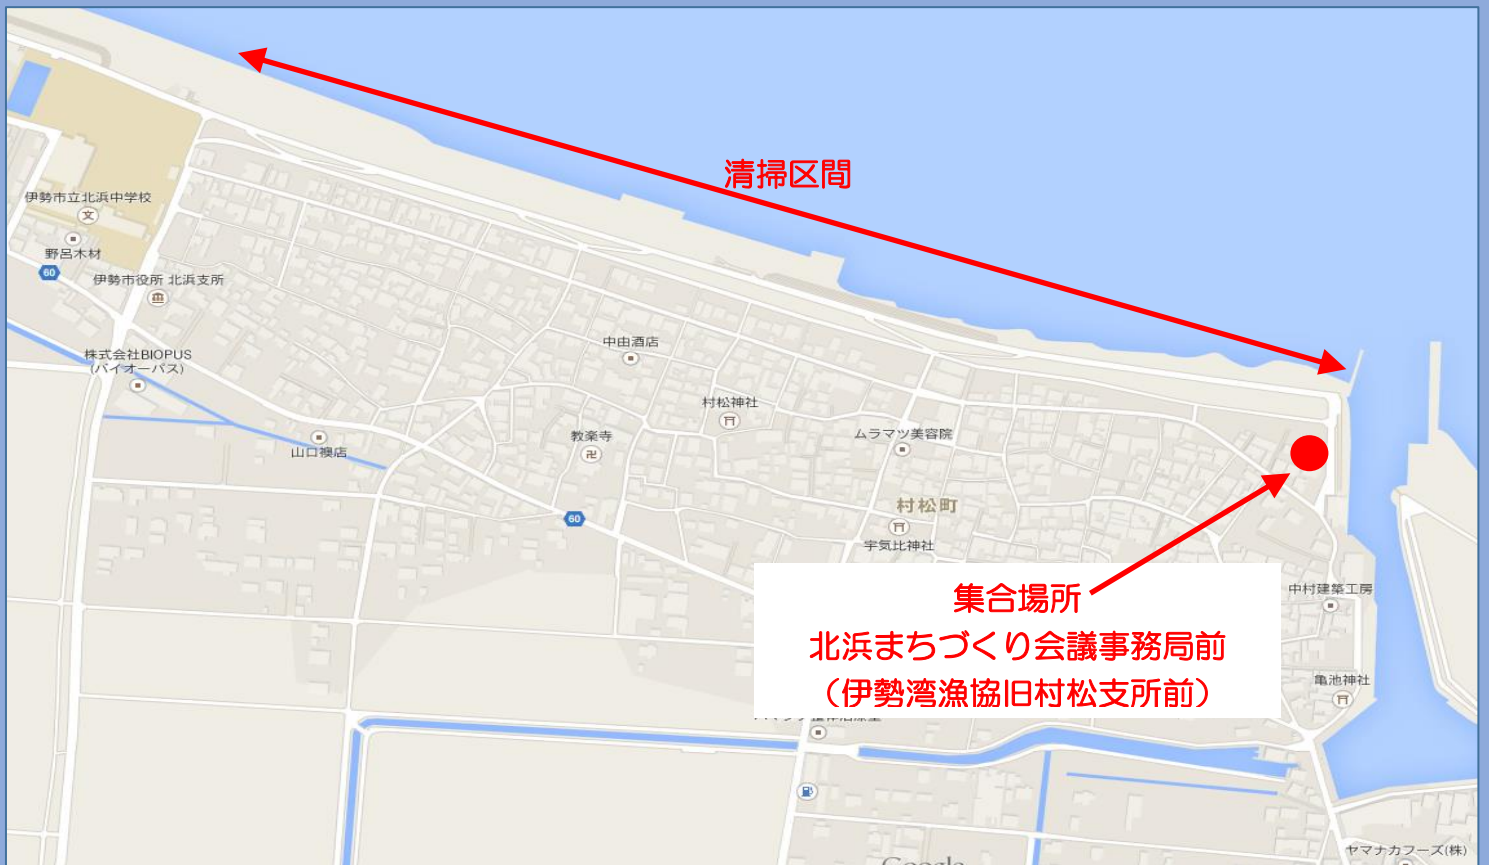 清掃区間
伊勢市立北浜中学校
文
野呂木材
60
伊勢市役所 北浜支所
株式会社BIOPUS
(バイオーパス)
山口襖店
中由酒店
村松神社
教楽寺
卍
ムラマツ美容院
村松町
宇気比神社
60
集合場所
北浜まちづくり会議事務局前
（伊勢湾漁協旧村松支所前）
中村建築工房
亀池神社
ヤマナカフーズ(株)